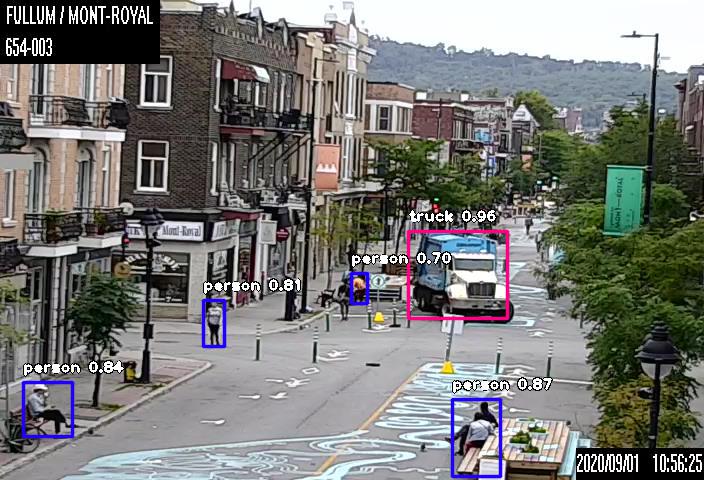 FULLUM / MONT-ROYAL
654-003
truck 0.96
person 0.70
person 0.81
Mont-Royal
person 0.84
person 0.87
2020/09/01 10:56:25